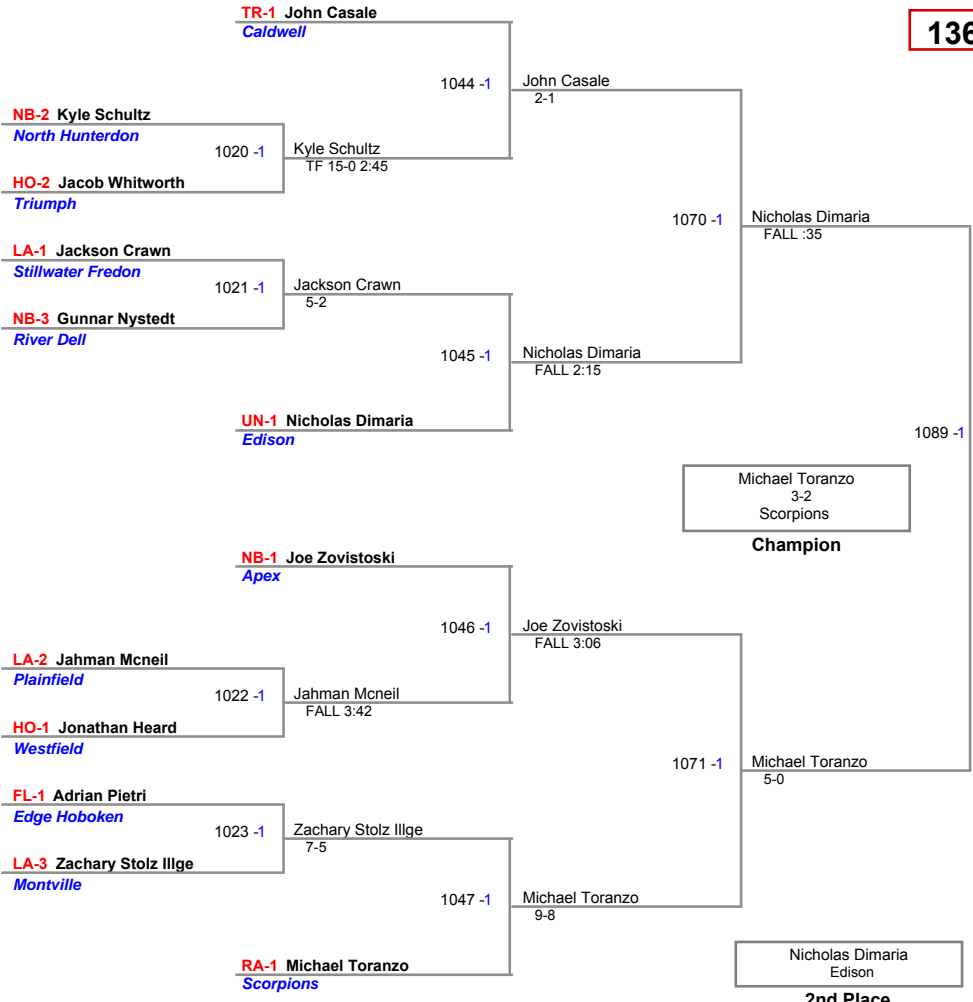 TR-1 John Casale
Caldwell
136
1044 -1
John Casale
2-1
NB-2 Kyle Schultz
North Hunterdon
1020 -1
Kyle Schultz
TF 15-0 2:45
HO-2 Jacob Whitworth
Triumph
1070 -1
Nicholas Dimaria
FALL :35
LA-1 Jackson Crawn
Stillwater Fredon
1021 -1
Jackson Crawn
5-2
NB-3 Gunnar Nystedt
River Dell
1045 -1
Nicholas Dimaria
FALL 2:15
UN-1 Nicholas Dimaria
Edison
1089 -1
Michael Toranzo
3-2
Scorpions
Champion
NB-1 Joe Zovistoski
Apex
1046 -1
Joe Zovistoski
FALL 3:06
LA-2 Jahman Mcneil
Plainfield
1022 -1
Jahman Mcneil
FALL 3:42
HO-1 Jonathan Heard
Westfield
1071 -1
Michael Toranzo
5-0
FL-1 Adrian Pietri
Edge Hoboken
1023 -1
Zachary Stolz Illge
7-5
LA-3 Zachary Stolz Illge
Montville
1047 -1
Michael Toranzo
9-8
RA-1 Michael Toranzo
Scorpions
Nicholas Dimaria
Edison
2nd Place